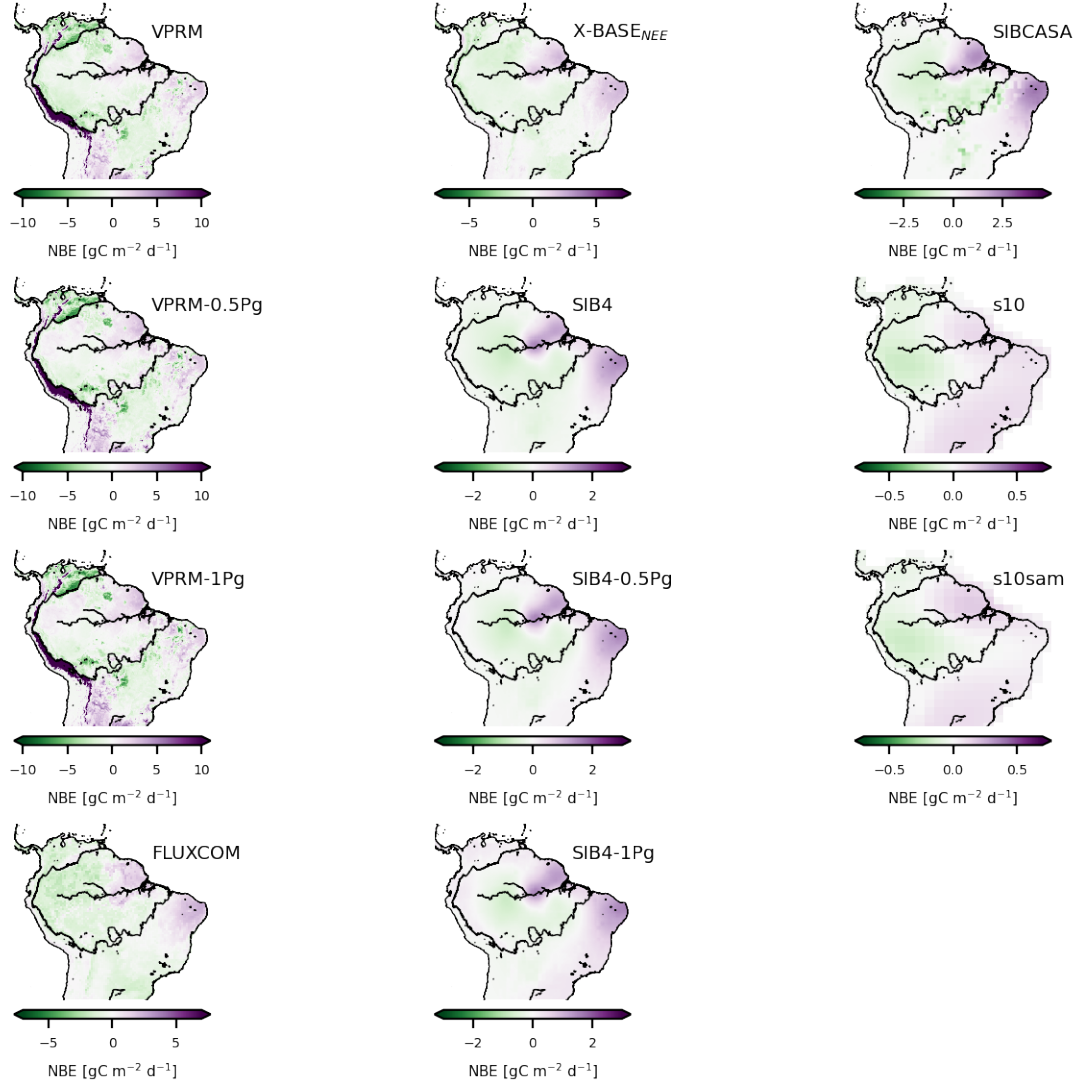 VPRM
X-BASE_NEE
SIBCASA
−10 −5 0 5 10
−5 0 5
−2.5 0.0 2.5
NBE [gC m⁻² d⁻¹]
NBE [gC m⁻² d⁻¹]
NBE [gC m⁻² d⁻¹]
VPRM-0.5Pg
SIB4
s10
−10 −5 0 5 10
−2 0 2
−0.5 0.0 0.5
NBE [gC m⁻² d⁻¹]
NBE [gC m⁻² d⁻¹]
NBE [gC m⁻² d⁻¹]
VPRM-1Pg
SIB4-0.5Pg
s10sam
−10 −5 0 5 10
−2 0 2
−0.5 0.0 0.5
NBE [gC m⁻² d⁻¹]
NBE [gC m⁻² d⁻¹]
NBE [gC m⁻² d⁻¹]
FLUXCOM
SIB4-1Pg
−5 0 5
−2 0 2
NBE [gC m⁻² d⁻¹]
NBE [gC m⁻² d⁻¹]